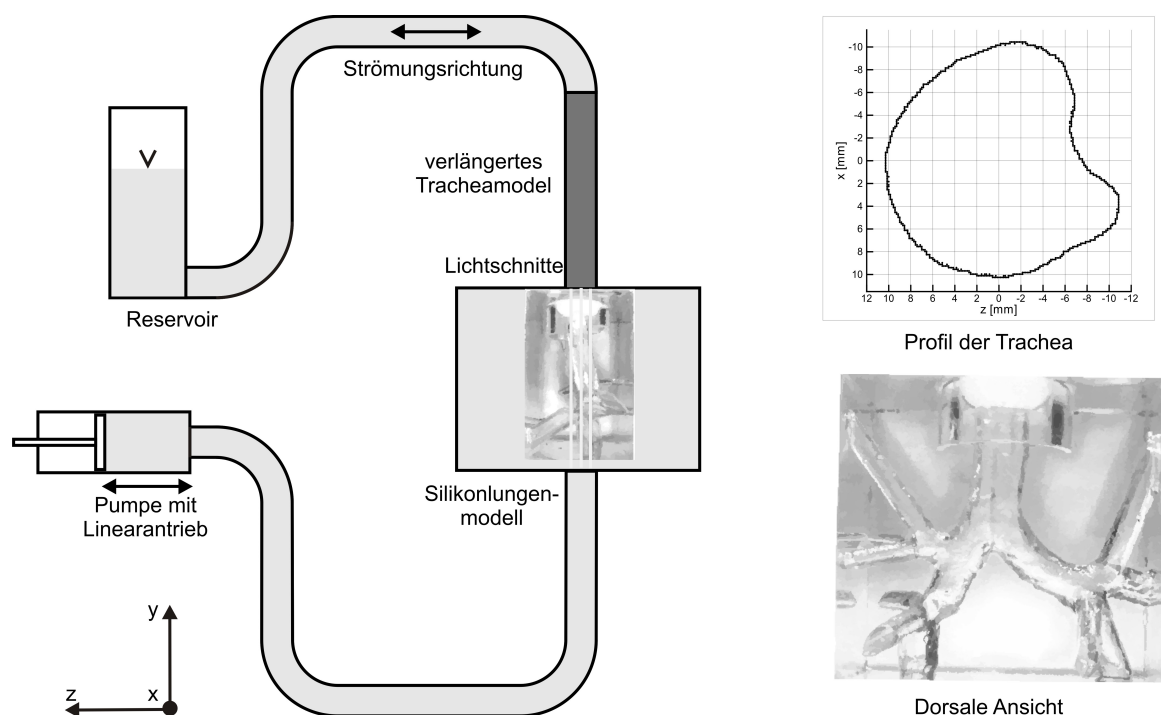 Strömungsrichtung
verlängertes
Tracheamodel
Lichtschnitte
Reservoir
Silikonlungen-
modell
Pumpe mit
Linearantrieb
y
z
x
-10
-8
-6
-4
-2
0
2
4
6
8
10
x [mm]
12 10 8 6 4 2 0 -2 -4 -6 -8 -10 -12
z [mm]
Profil der Trachea
Dorsale Ansicht